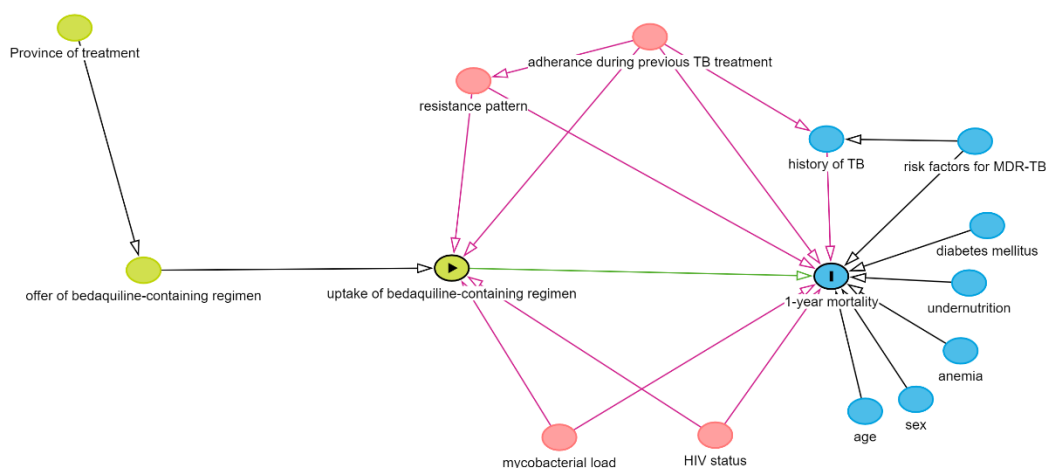 Province of treatment
adherance during previous TB treatment
resistance pattern
history of TB
risk factors for MDR-TB
diabetes mellitus
offer of bedaquiline-containing regimen
uptake of bedaquiline-containing regimen
1-year mortality
undernutrition
anemia
age
sex
mycobacterial load
HIV status